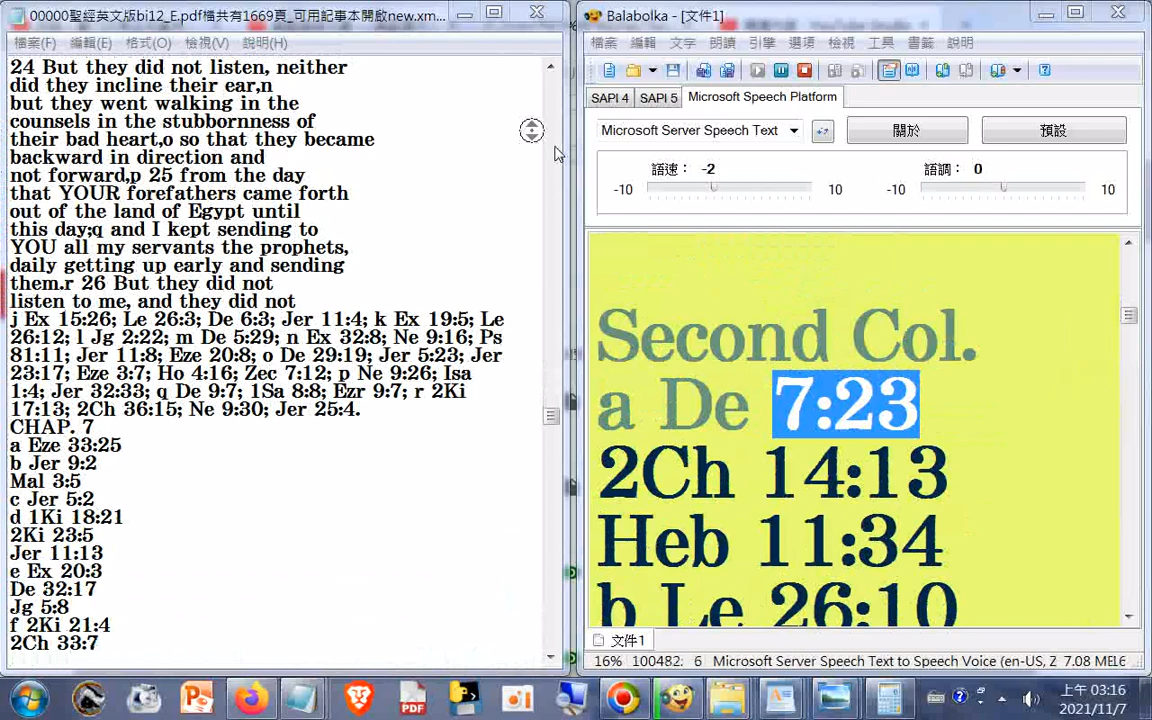 00000聖經英文版bi12_E.pdf檔共有1669頁_可用記事本開啟new.xm...
檔案(F) 編輯(E) 格式(O) 檢視(V) 說明(H)
24 But they did not listen, neither
did they incline their ear,n
but they went walking in the
counsels in the stubbornness of
their bad heart,o so that they became
backward in direction and
not forward,p 25 from the day
that YOUR forefathers came forth
out of the land of Egypt until
this day;q and I kept sending to
YOU all my servants the prophets,
daily getting up early and sending
them.r 26 But they did not
listen to me, and they did not
j Ex 15:26; Le 26:3; De 6:3; Jer 11:4; k Ex 19:5; Le
26:12; l Jg 2:22; m De 5:29; n Ex 32:8; Ne 9:16; Ps
81:11; Jer 11:8; Eze 20:8; o De 29:19; Jer 5:23; Jer
23:17; Eze 3:7; Ho 4:16; Zec 7:12; p Ne 9:26; Isa
1:4; Jer 32:33; q De 9:7; 1Sa 8:8; Ezr 9:7; r 2Ki
17:13; 2Ch 36:15; Ne 9:30; Jer 25:4.
CHAP. 7
a Eze 33:25
b Jer 9:2
Mal 3:5
c Jer 5:2
d 1Ki 18:21
2Ki 23:5
Jer 11:13
e Ex 20:3
De 32:17
Jg 5:8
f 2Ki 21:4
2Ch 33:7
Balabolka - [文件1]
檔案 編輯 文字 朗讀 引擎 選項 檢視 工具 書籤 說明
SAPI 4 SAPI 5 Microsoft Speech Platform
Microsoft Server Speech Text 關於 預設
語速： -2 語調： 0
-10 10 -10 10
Second Col.
a De 7:23
2Ch 14:13
Heb 11:34
b Le 26:10
文件1
16% 100482: 6 Microsoft Server Speech Text to Speech Voice (en-US, Z 7.08 MEL6
上午 03:16
2021/11/7